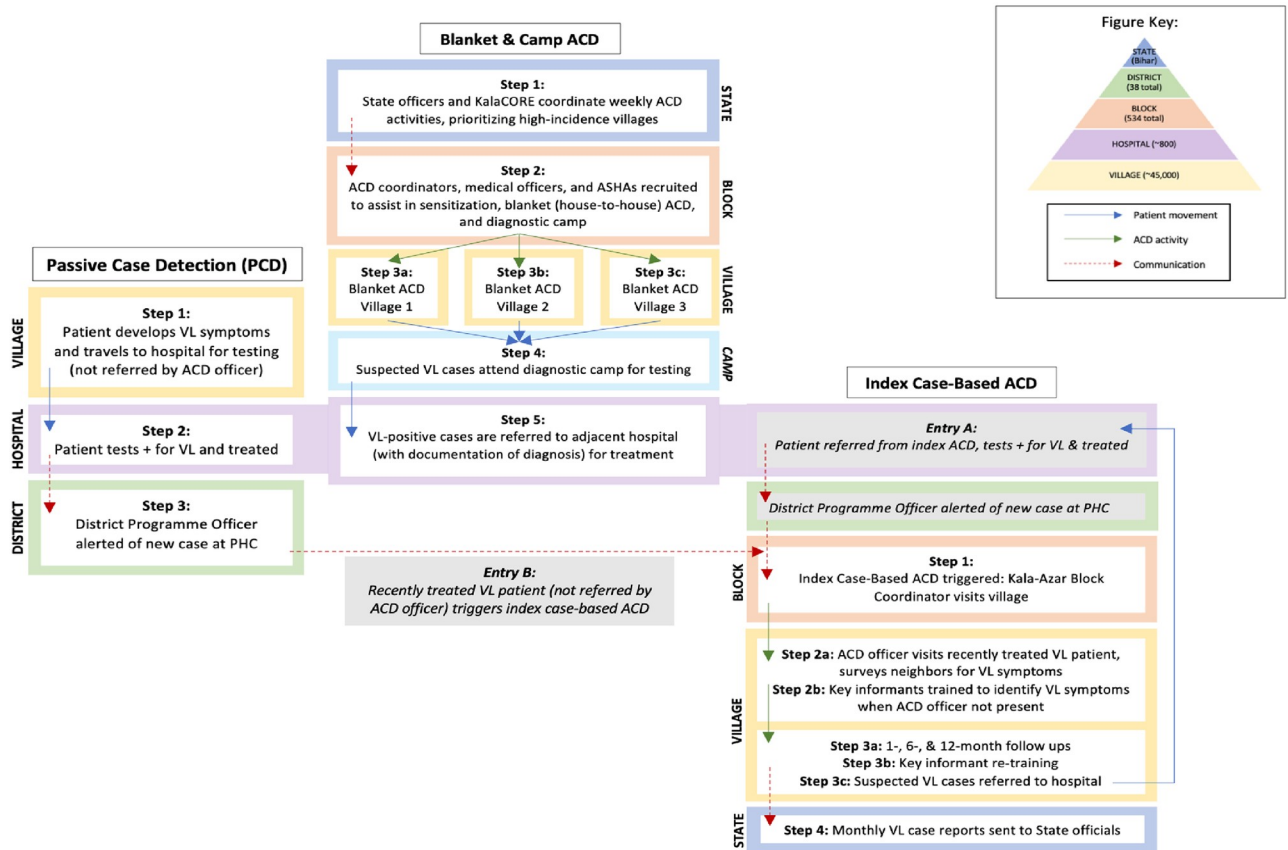 Blanket & Camp ACD
Step 1:
State officers and KalaCORE coordinate weekly ACD
activities, prioritizing high-incidence villages
STATE
Step 2:
ACD coordinators, medical officers, and ASHAs recruited
to assist in sensitization, blanket (house-to-house) ACD,
and diagnostic camp
BLOCK
Step 3a:
Blanket ACD
Village 1
Step 3b:
Blanket ACD
Village 2
Step 3c:
Blanket ACD
Village 3
VILLAGE
Step 4:
Suspected VL cases attend diagnostic camp for testing
CAMP
Step 5:
VL-positive cases are referred to adjacent hospital
(with documentation of diagnosis) for treatment
Passive Case Detection (PCD)
VILLAGE
Step 1:
Patient develops VL symptoms
and travels to hospital for testing
(not referred by ACD officer)
HOSPITAL
Step 2:
Patient tests + for VL and treated
DISTRICT
Step 3:
District Programme Officer
alerted of new case at PHC
Entry B:
Recently treated VL patient (not referred by
ACD officer) triggers index case-based ACD
Index Case-Based ACD
Entry A:
Patient referred from index ACD, tests + for VL & treated
District Programme Officer alerted of new case at PHC
BLOCK
Step 1:
Index Case-Based ACD triggered: Kala-Azar Block
Coordinator visits village
VILLAGE
Step 2a: ACD officer visits recently treated VL patient,
surveys neighbors for VL symptoms
Step 2b: Key informants trained to identify VL symptoms
when ACD officer not present
Step 3a: 1-, 6-, & 12-month follow ups
Step 3b: Key informant re-training
Step 3c: Suspected VL cases referred to hospital
STATE
Step 4: Monthly VL case reports sent to State officials
Figure Key:
STATE
(Bihar)
DISTRICT
(38 total)
BLOCK
(534 total)
HOSPITAL (~800)
VILLAGE (~45,000)
Patient movement
ACD activity
Communication